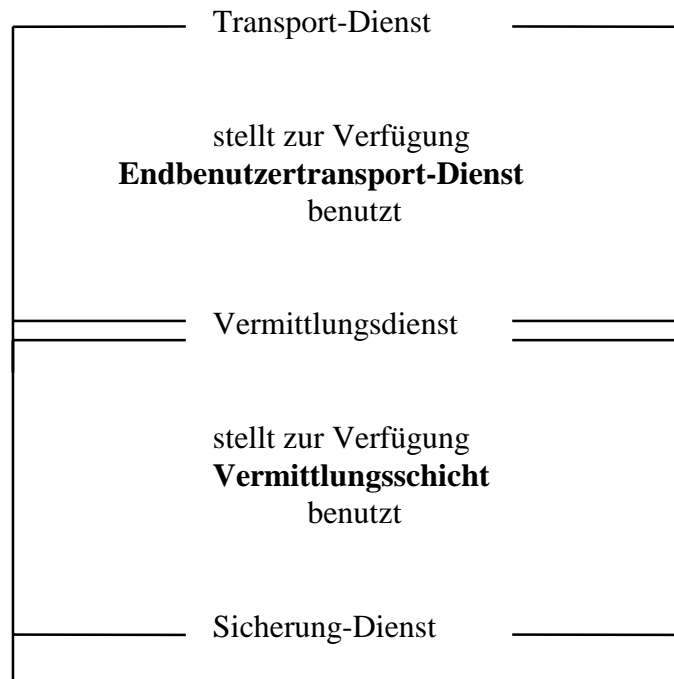 Transport-Dienst
stellt zur Verfügung
Endbenutzertransport-Dienst
benutzt
Vermittlungsdienst
stellt zur Verfügung
Vermittlungsschicht
benutzt
Sicherung-Dienst